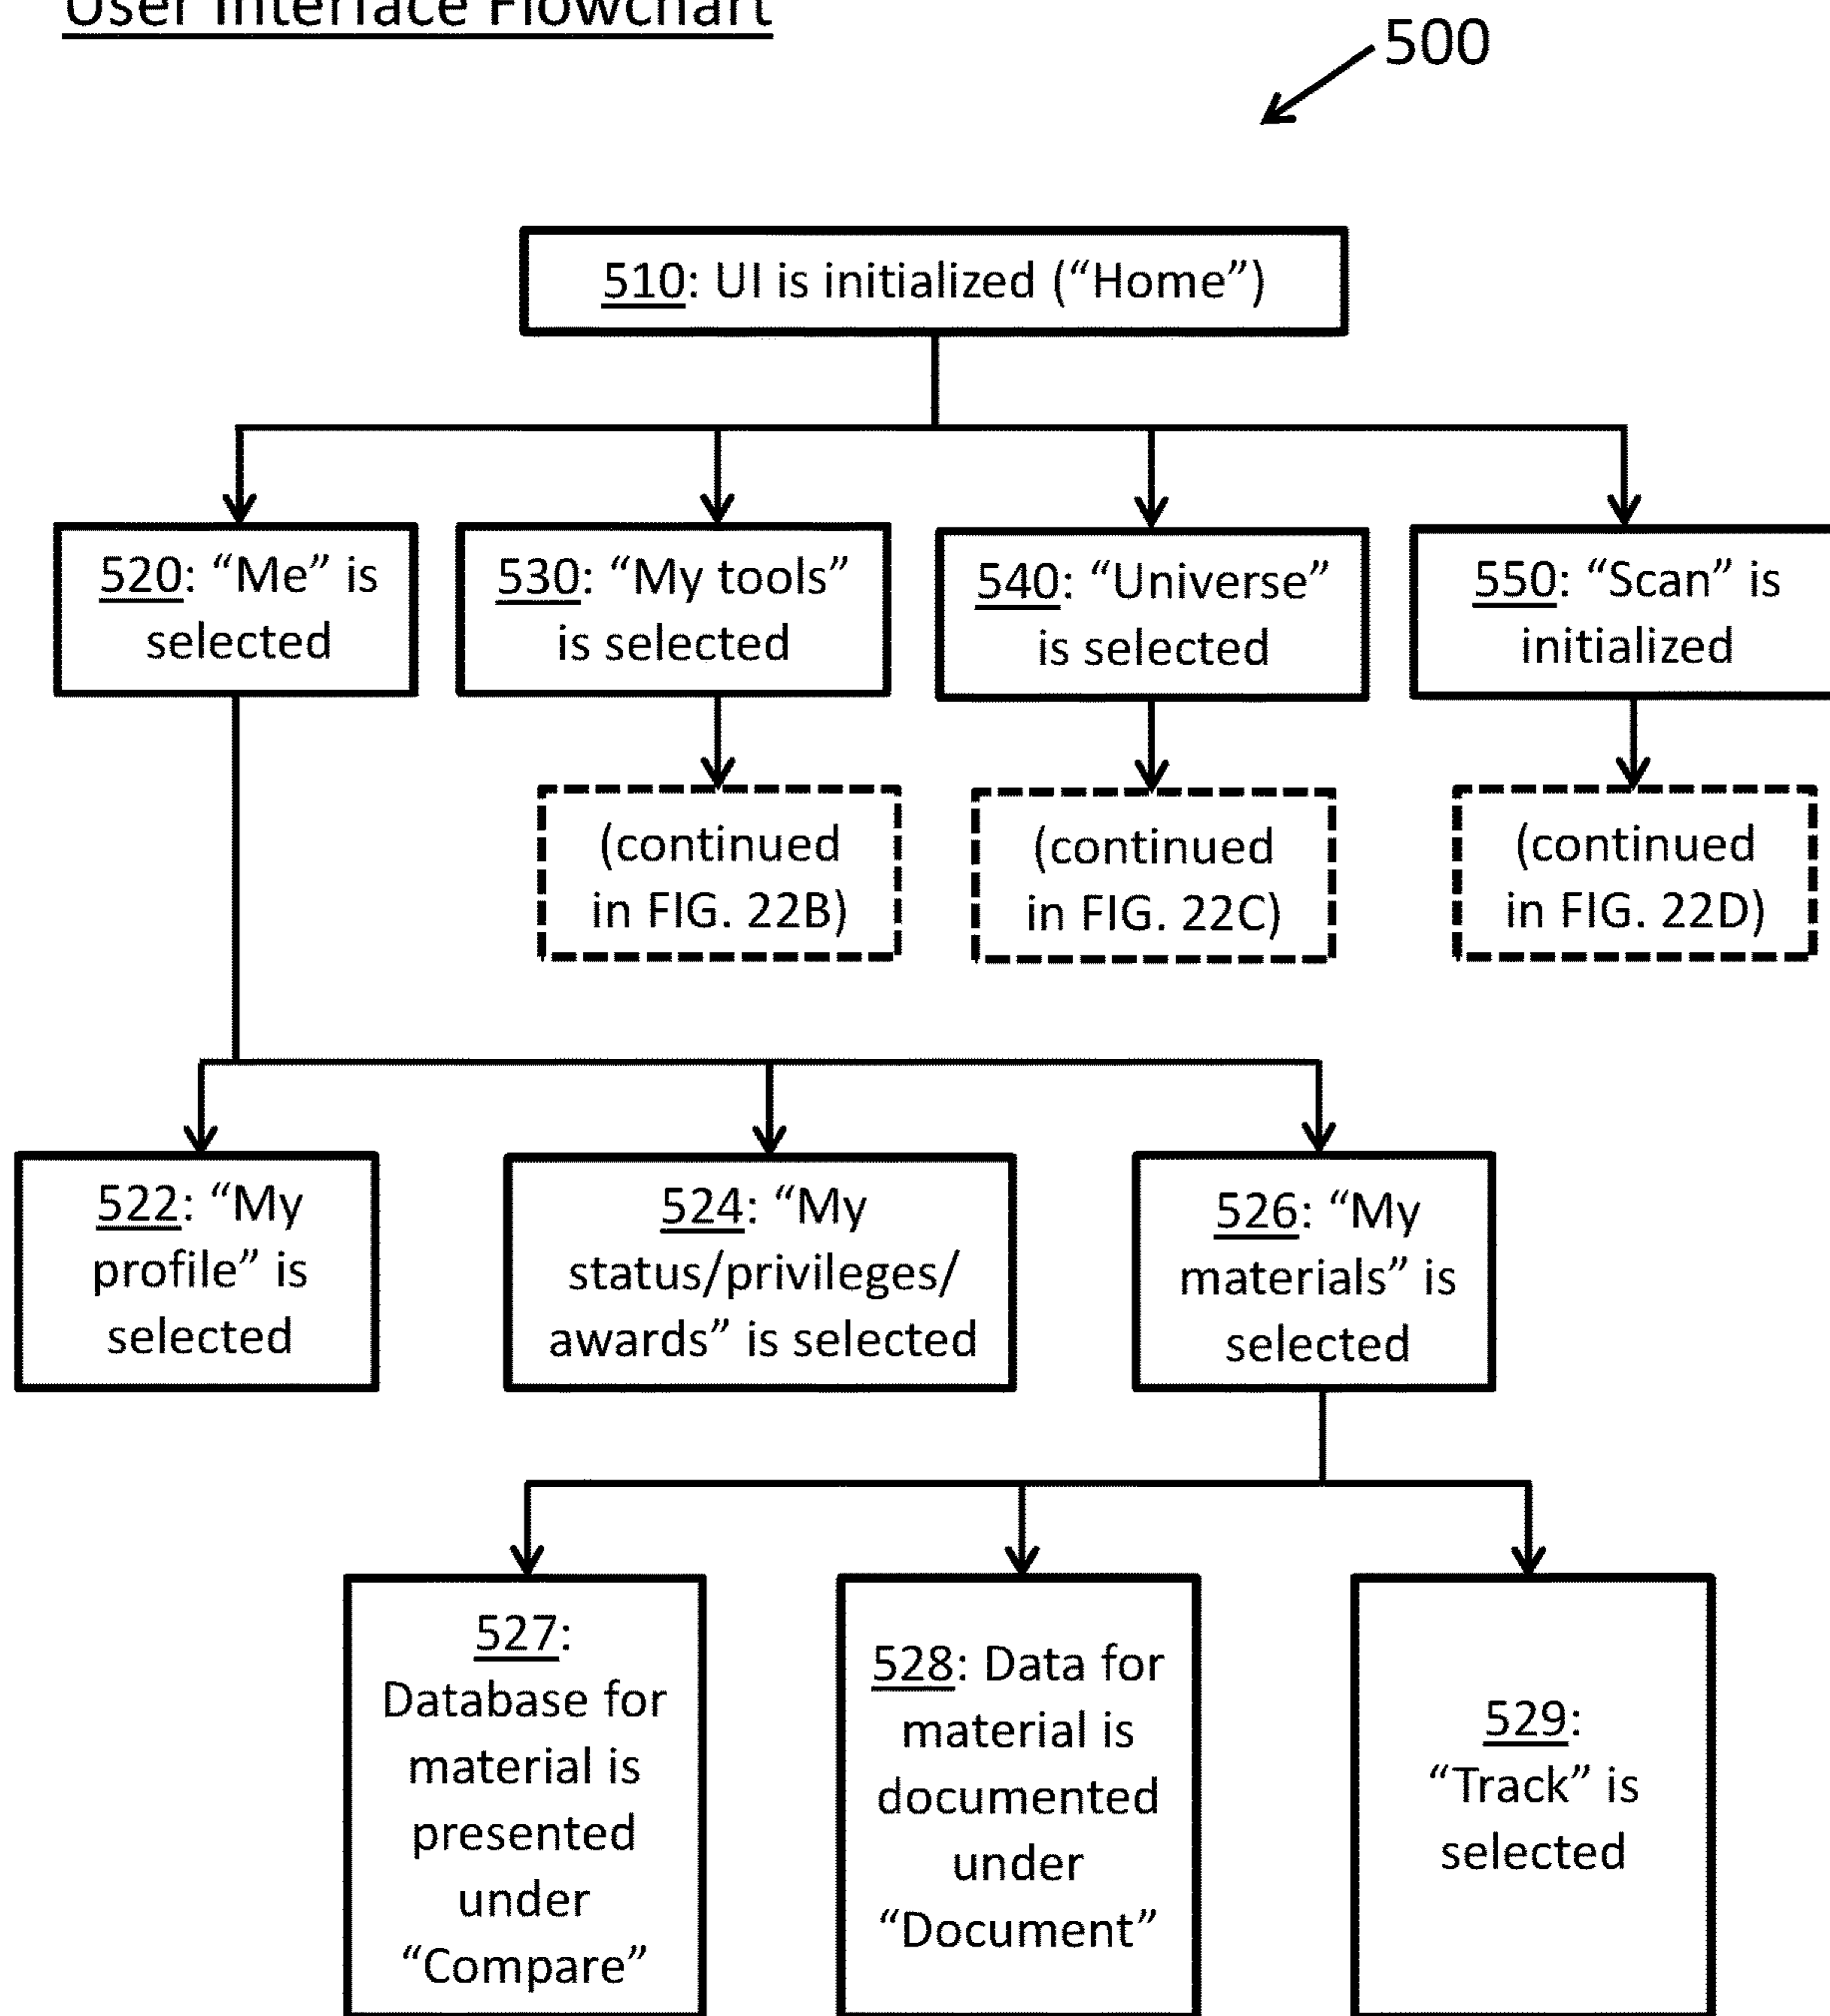 User Interface Flowchart
500
510: UI is initialized (“Home”)
520: “Me” is
selected
530: “My tools”
is selected
540: “Universe”
is selected
550: “Scan” is
initialized
(continued
in FIG. 22B)
(continued
in FIG. 22C)
(continued
in FIG. 22D)
522: “My
profile” is
selected
524: “My
status/privileges/
awards” is selected
526: “My
materials” is
selected
527:
Database for
material is
presented
under
“Compare”
528: Data for
material is
documented
under
“Document”
529:
“Track” is
selected